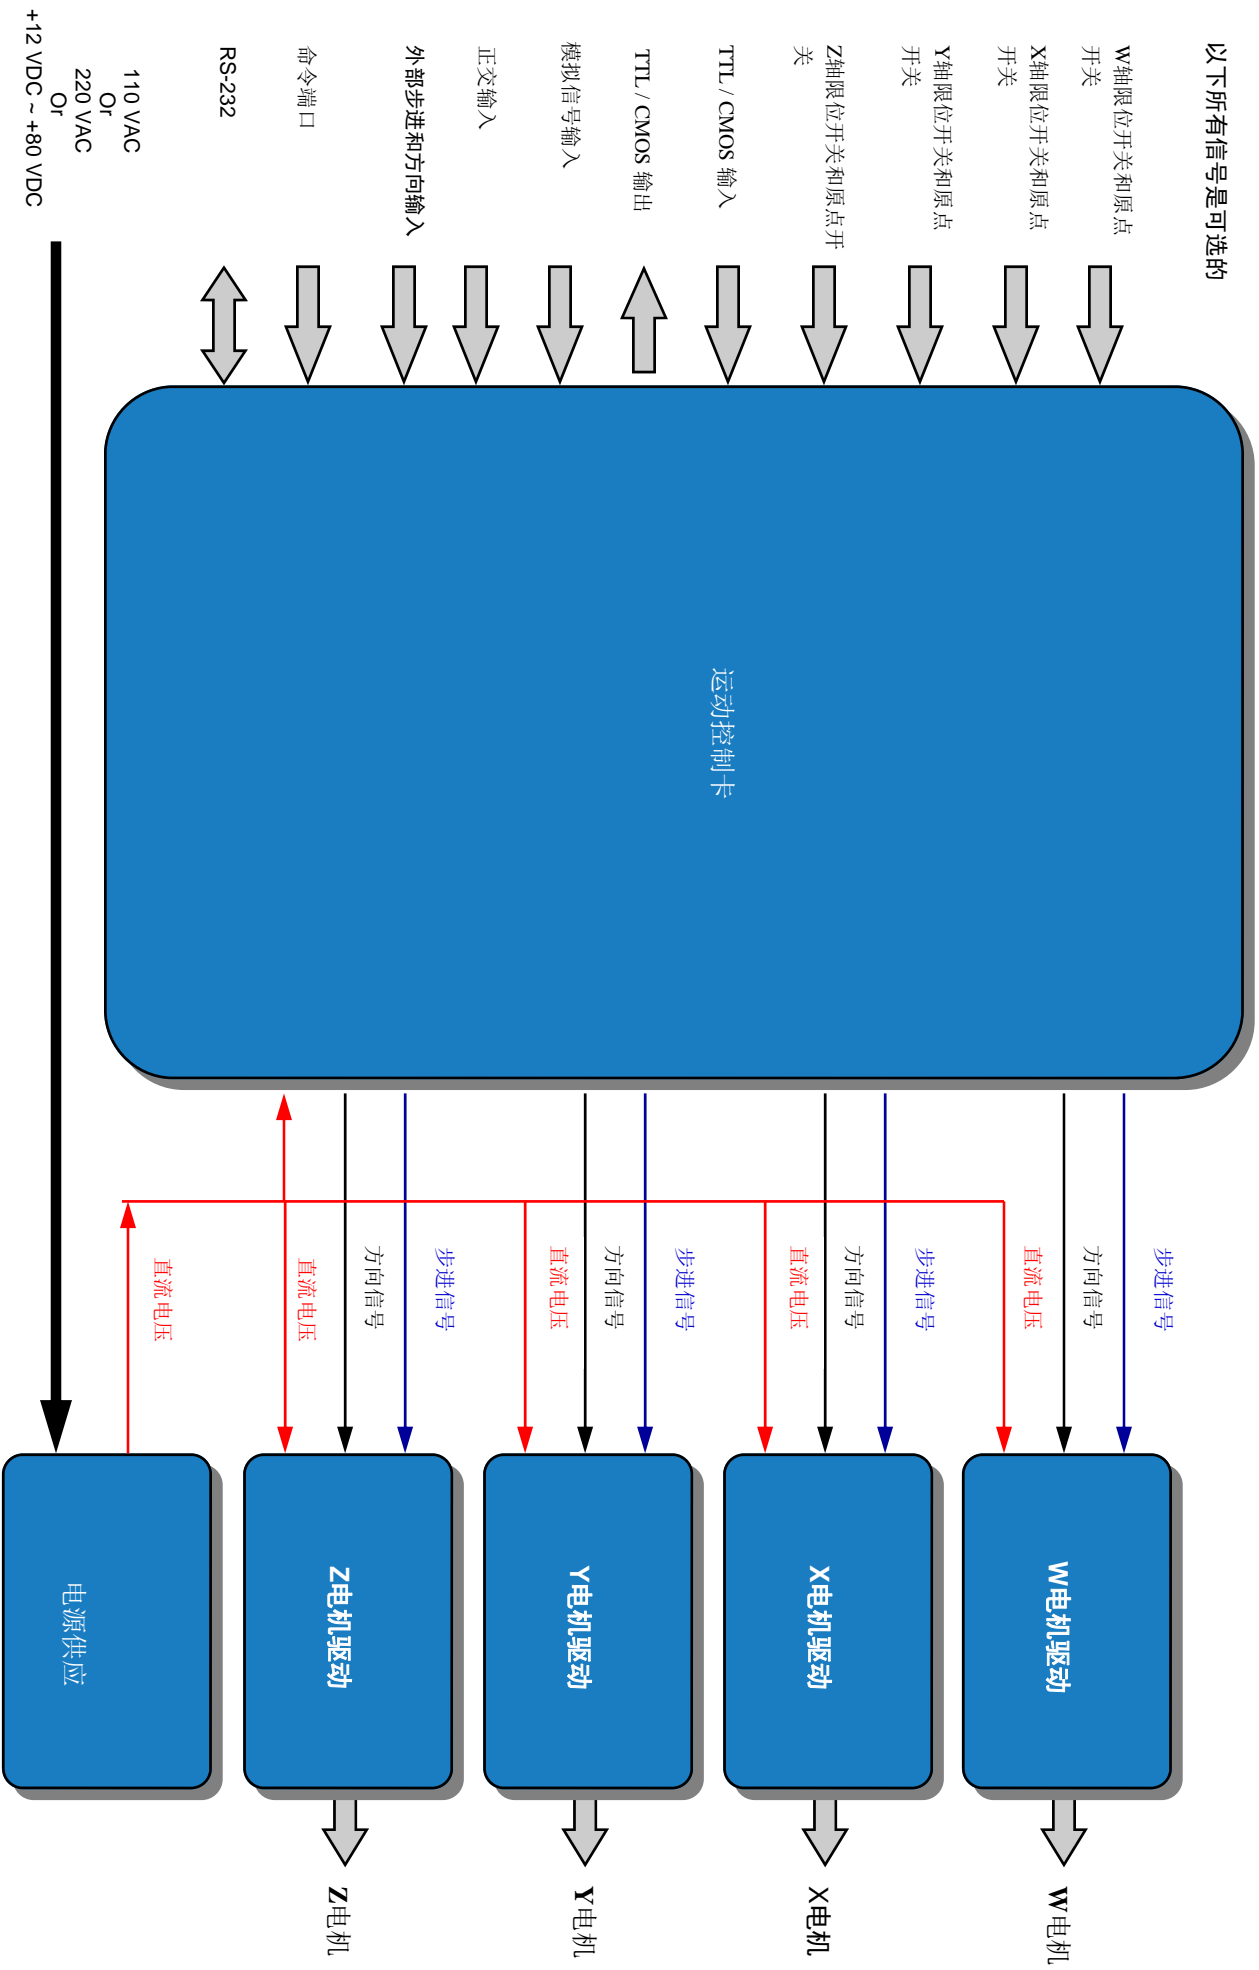 以下所有信号是可选的
W轴限位开关和原点
开关
X轴限位开关和原点
开关
Y轴限位开关和原点
开关
Z轴限位开关和原点开
关
TTL / CMOS 输入
TTL / CMOS 输出
模拟信号输入
正交输入
外部步进和方向输入
命令端口
RS-232
110 VAC
Or
220 VAC
Or
+12 VDC ~ +80 VDC
运动控制卡
步进信号
方向信号
直流电压
步进信号
方向信号
直流电压
步进信号
方向信号
直流电压
步进信号
方向信号
直流电压
直流电压
W电机驱动
X电机驱动
Y电机驱动
Z电机驱动
电源供应
W电机
X电机
Y电机
Z电机